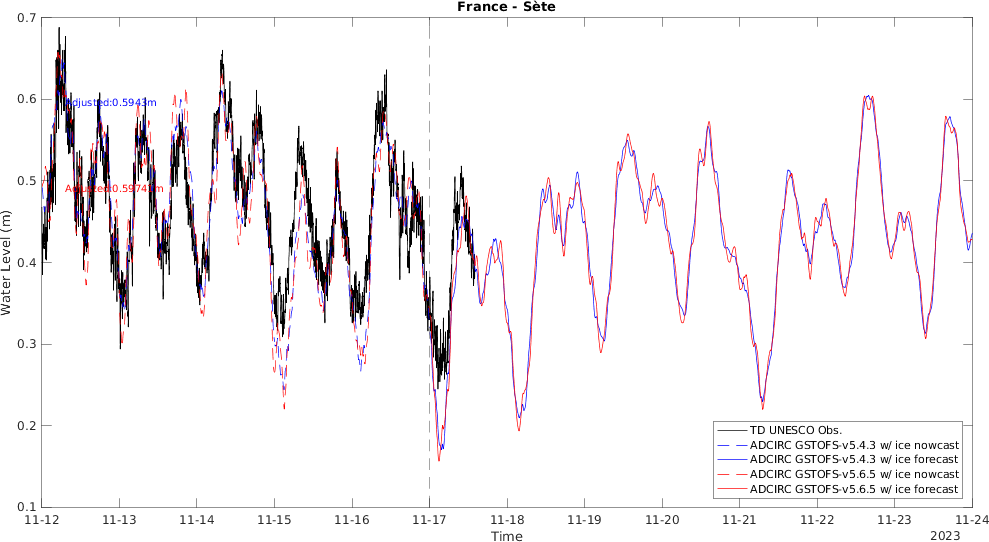 France - Sète
0.7
0.6
0.5
0.4
0.3
0.2
0.1
Water Level (m)
Adjusted:0.5943m
TD UNESCO Obs.
ADCIRC GSTOFS-v5.4.3 w/ ice nowcast
ADCIRC GSTOFS-v5.4.3 w/ ice forecast
ADCIRC GSTOFS-v5.6.5 w/ ice nowcast
ADCIRC GSTOFS-v5.6.5 w/ ice forecast
11-12 11-13 11-14 11-15 11-16 11-17 11-18 11-19 11-20 11-21 11-22 11-23 11-24
Time
2023